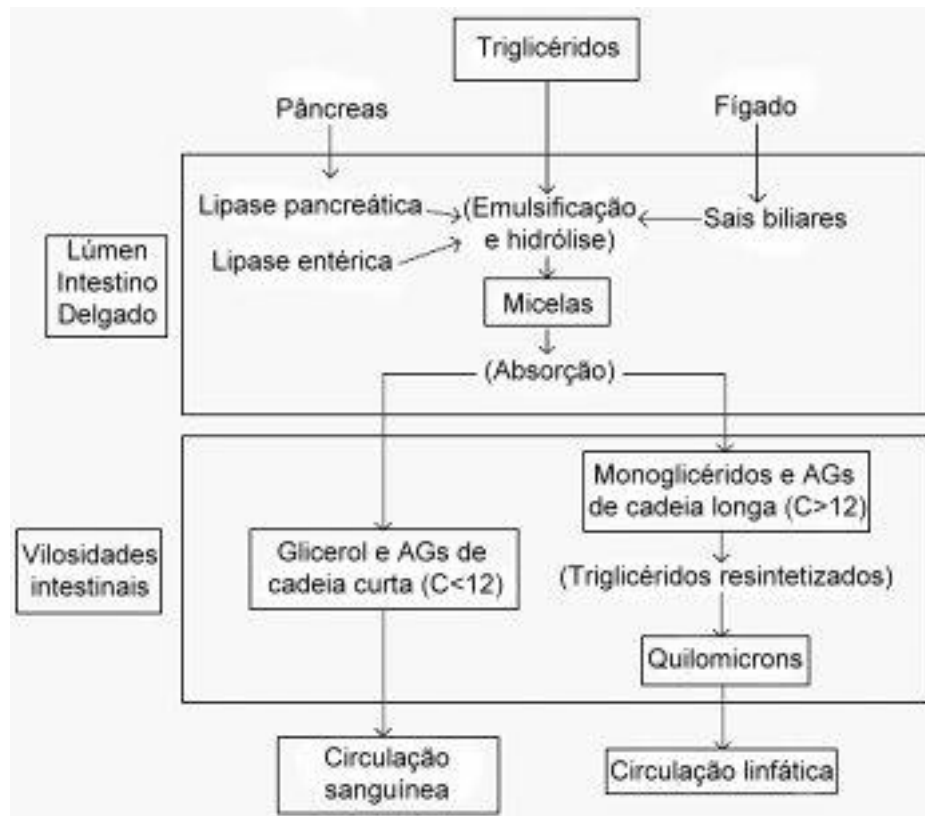 Triglicéridos
Pâncreas
Fígado
Lipase pancreática
(Emulsificação
e hidrólise)
Sais biliares
Lipase entérica
Lúmen
Intestino
Delgado
Micelas
(Absorção)
Monoglicéridos e AGs
de cadeia longa (C>12)
Vilosidades
intestinais
Glicerol e AGs de
cadeia curta (C<12)
(Triglicéridos resintetizados)
Quilomicrons
Circulação
sanguínea
Circulação linfática